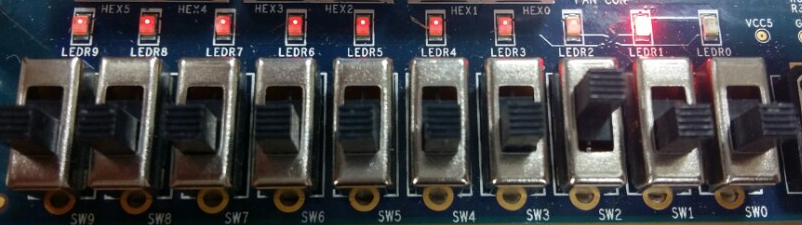 HEX5 HEX4 HEX3 HEX2 HEX1 HEX0
VCC5
LEDR9 LEDR8 LEDR7 LEDR6 LEDR5 LEDR4 LEDR3 LEDR2 LEDR1 LEDR0
SW9 SW8 SW7 SW6 SW5 SW4 SW3 SW2 SW1 SW0